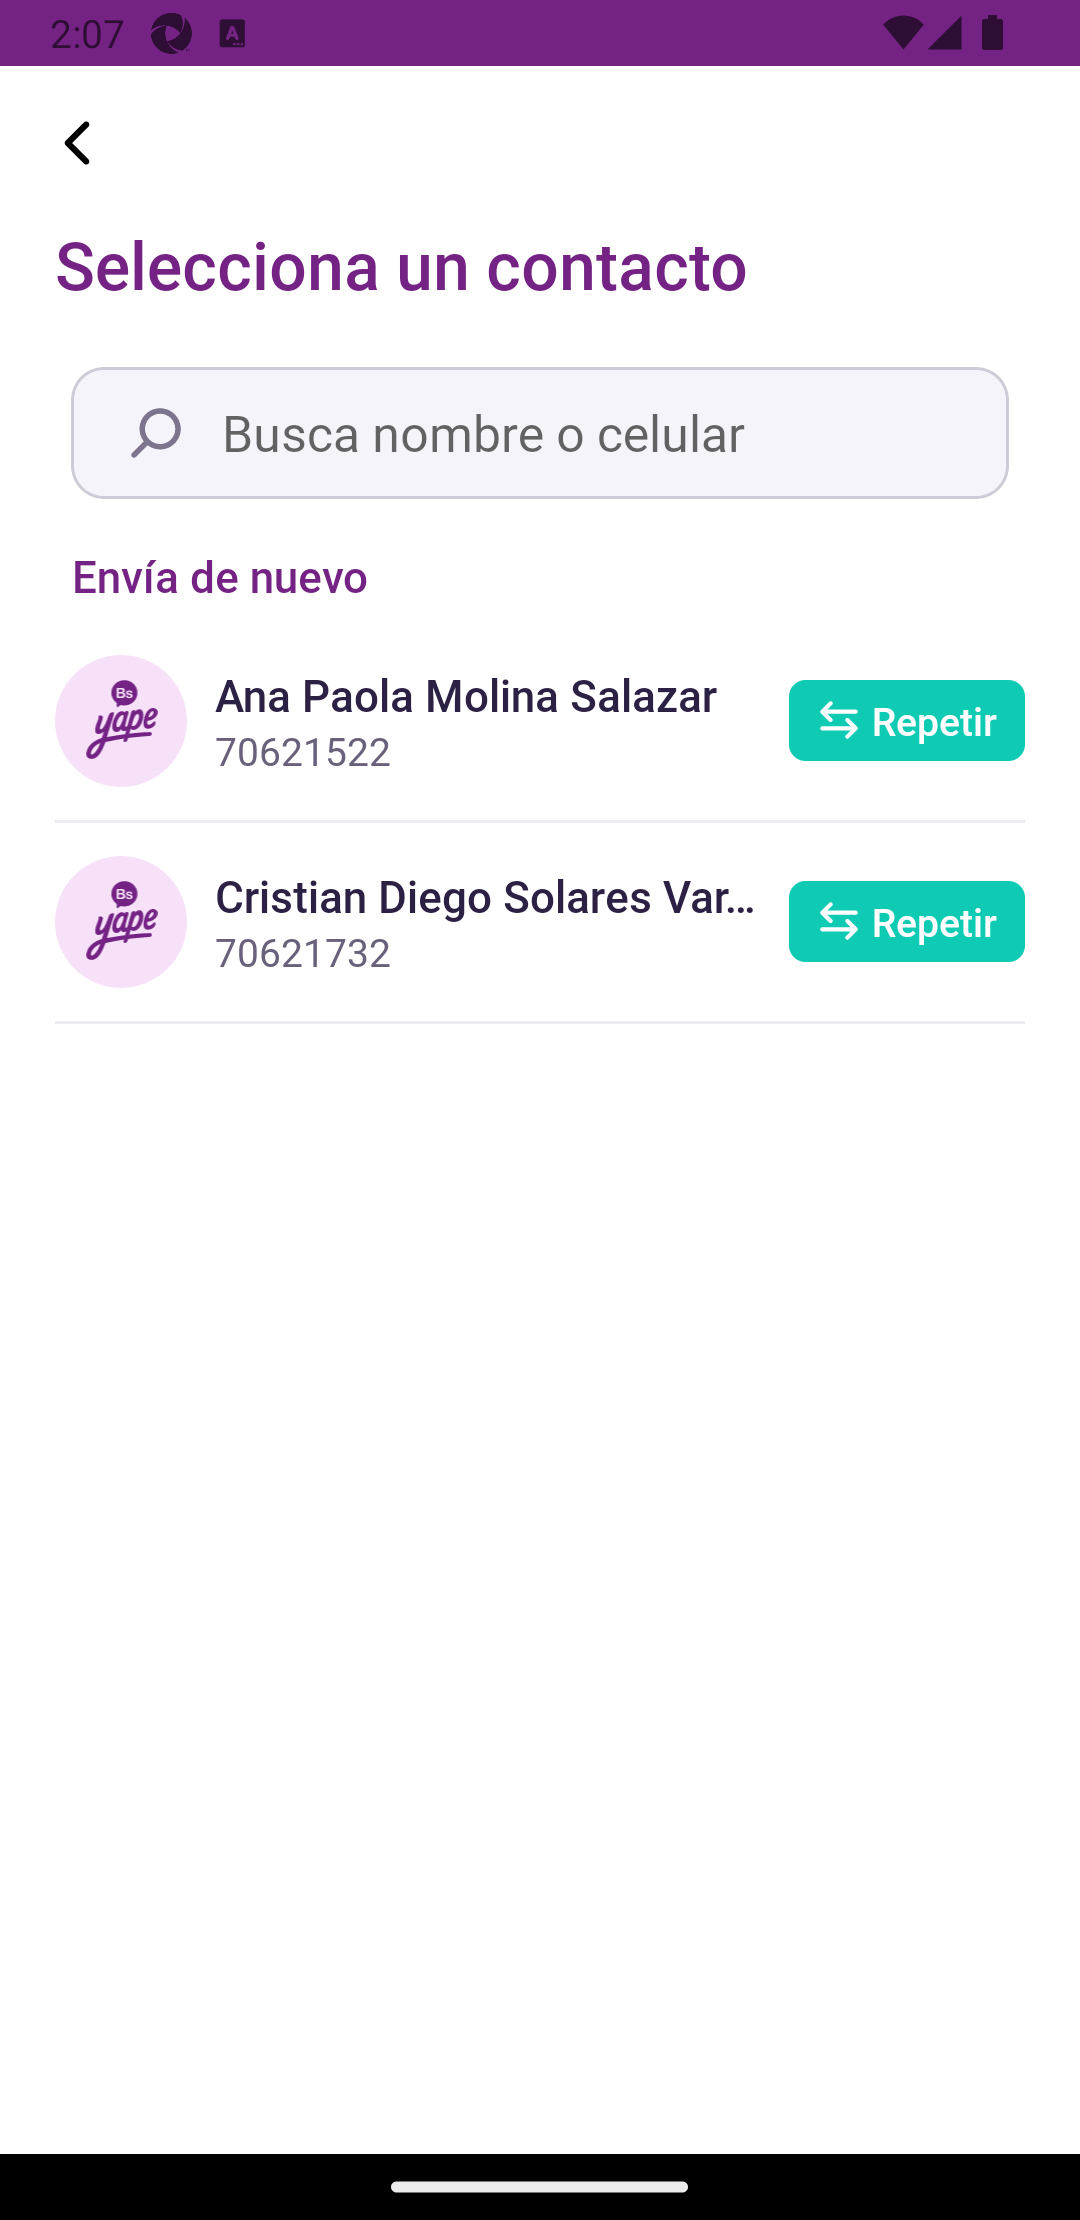 2:07
Selecciona un contacto
Busca nombre o celular
Envía de nuevo
Bs
yape
Ana Paola Molina Salazar
70621522
Repetir
Bs
yape
Cristian Diego Solares Var...
70621732
Repetir